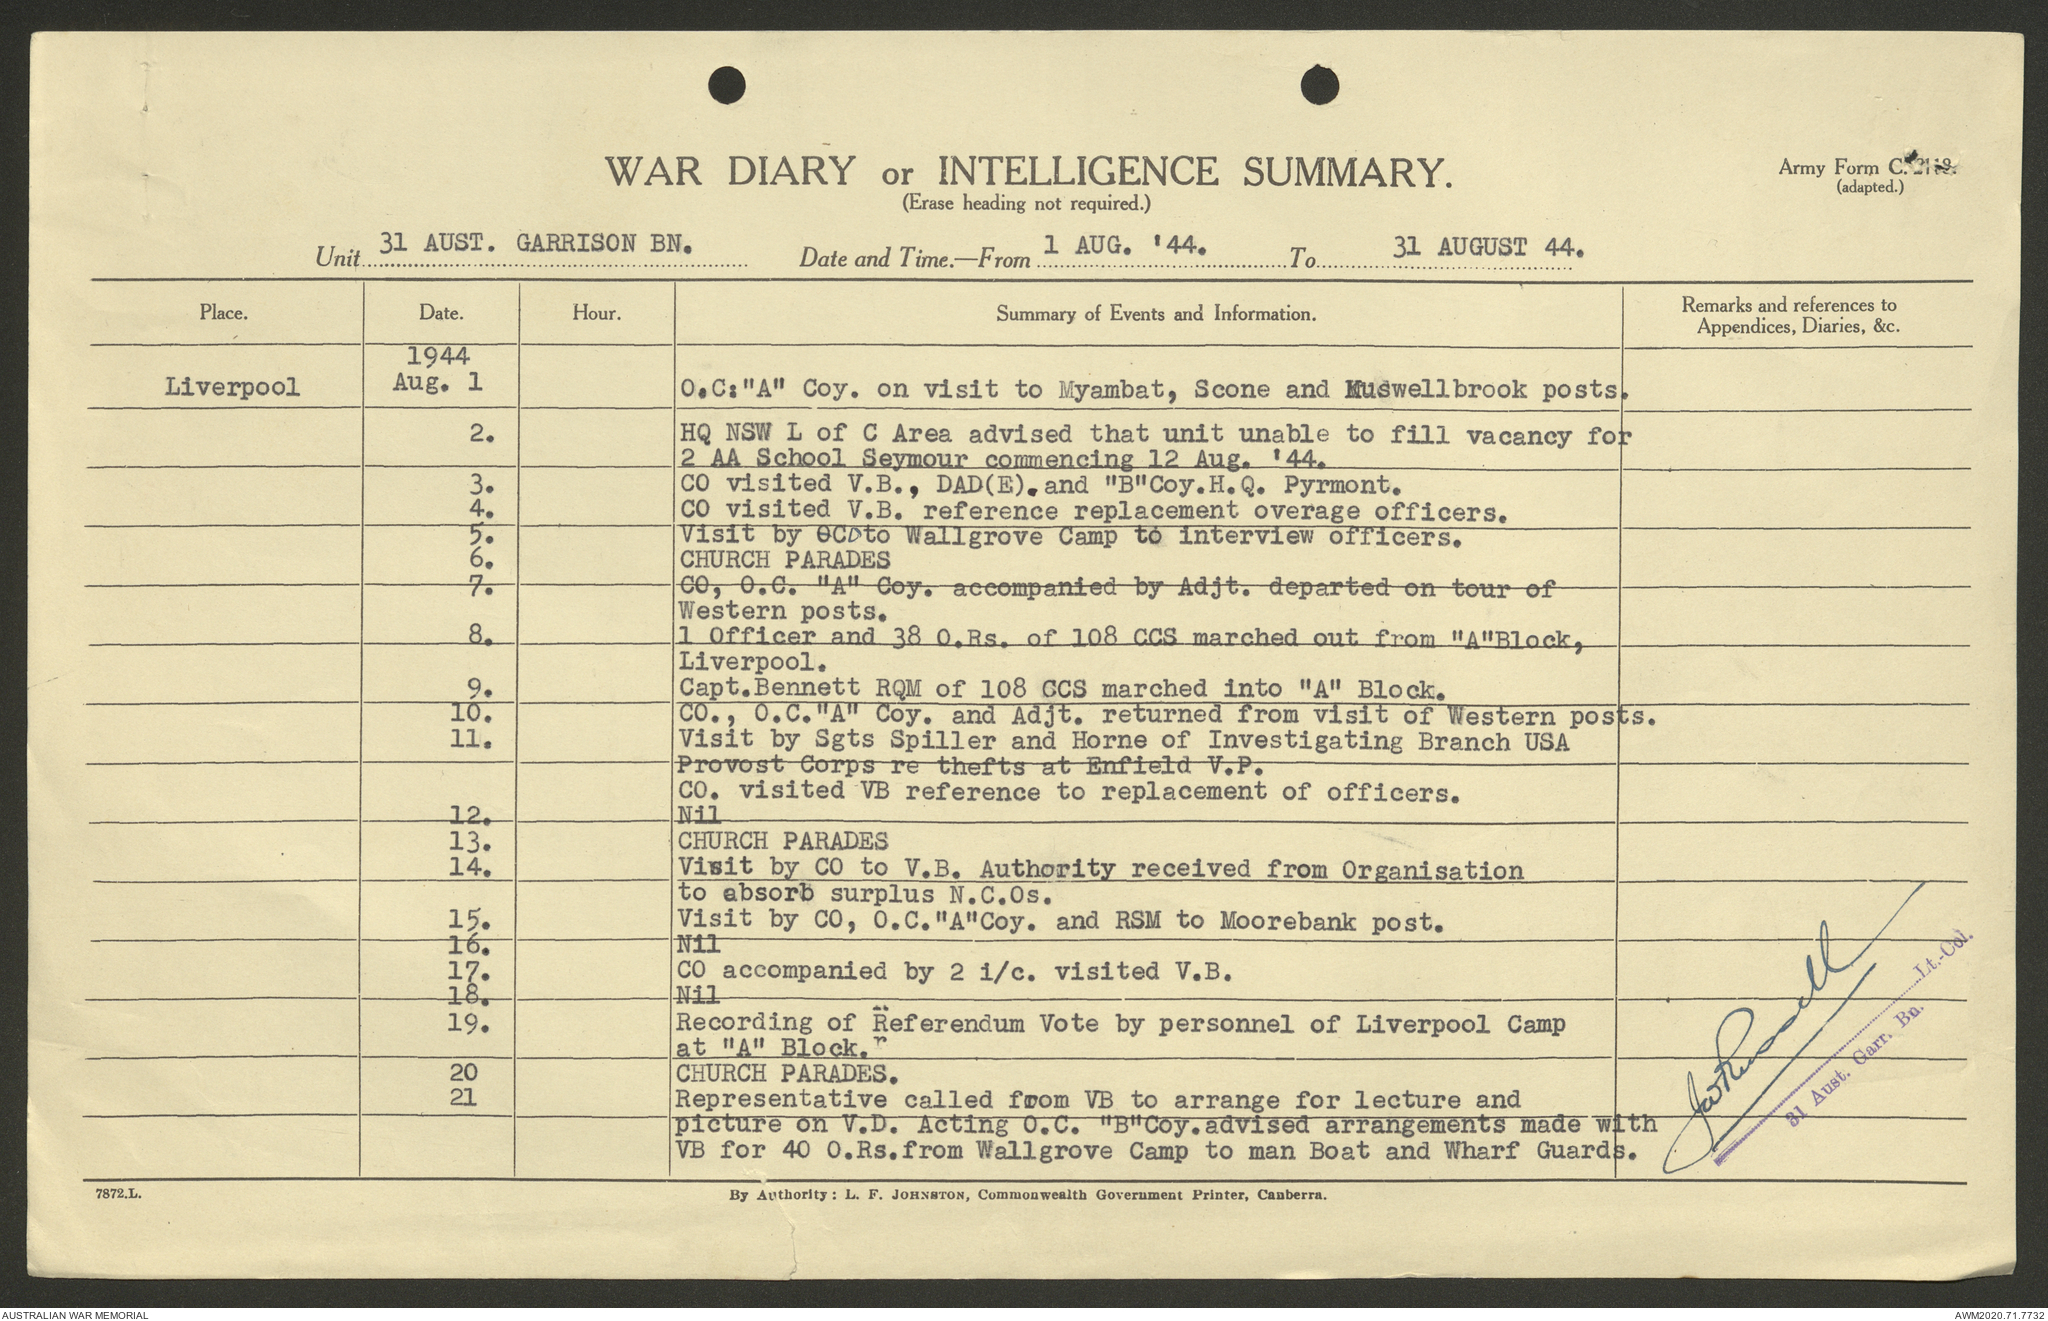 WAR DIARY or INTELLIGENCE SUMMARY.
(Erase heading not required.)
Army Form C. 2118.
(adapted.)
Unit 31 AUST. GARRISON BN. Date and Time.—From 1 AUG. '44. To 31 AUGUST 44.
Place. Date. Hour. Summary of Events and Information. Remarks and references to
Appendices, Diaries, &c.
1944
Liverpool Aug. 1 O.C:"A" Coy. on visit to Myambat, Scone and Muswellbrook posts.
2. HQ NSW L of C Area advised that unit unable to fill vacancy for
2 AA School Seymour commencing 12 Aug. '44.
3. CO visited V.B., DAD(E).and "B"Coy.H.Q. Pyrmont.
4. CO visited V.B. reference replacement overage officers.
5. Visit by to Wallgrove Camp to interview officers.
6. CHURCH PARADES
7. CO, O.C. "A" Coy. accompanied by Adjt. departed on tour of
Western posts.
8. 1 Officer and 38 O.Rs. of 108 CCS marched out from "A"Block,
Liverpool.
9. Capt.Bennett RQM of 108 CCS marched into "A" Block.
10. CO., O.C."A" Coy. and Adjt. returned from visit of Western posts.
11. Visit by Sgts Spiller and Horne of Investigating Branch USA
Provost Corps re thefts at Enfield V.P.
CO. visited VB reference to replacement of officers.
12. Nil
13. CHURCH PARADES
14. Visit by CO to V.B. Authority received from Organisation
to absorb surplus N.C.Os.
15. Visit by CO, O.C."A"Coy. and RSM to Moorebank post.
16. Nil
17. CO accompanied by 2 i/c. visited V.B.
18. Nil
19. Recording of Referendum Vote by personnel of Liverpool Camp
at "A" Block."
20 CHURCH PARADES.
21 Representative called from VB to arrange for lecture and
picture on V.D. Acting O.C. "B"Coy.advised arrangements made with
VB for 40 O.Rs.from Wallgrove Camp to man Boat and Wharf Guards.
Lt.-Col.
31 Aust. Garr. Bn.
7872.L. By Authority: L. F. JOHNSTON, Commonwealth Government Printer, Canberra.
AUSTRALIAN WAR MEMORIAL AWM2020.71.7732